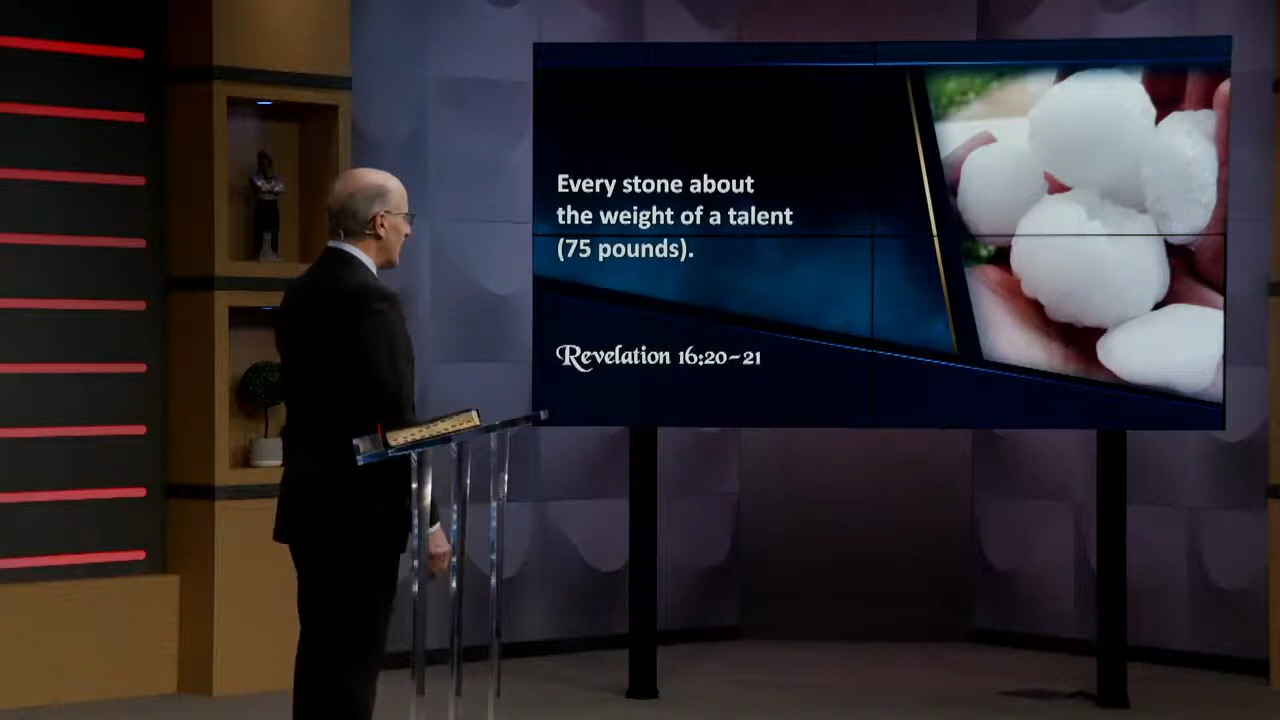 Every stone about
the weight of a talent
(75 pounds).
Revelation 16:20-21